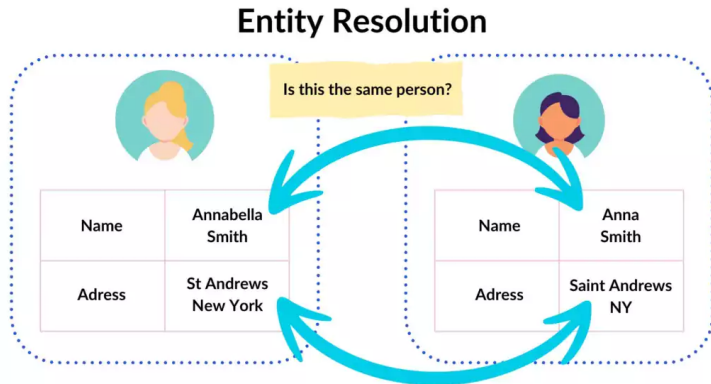 Entity Resolution
Is this the same person?
Name
Annabella
Smith
Adress
St Andrews
New York
Name
Anna
Smith
Adress
Saint Andrews
NY